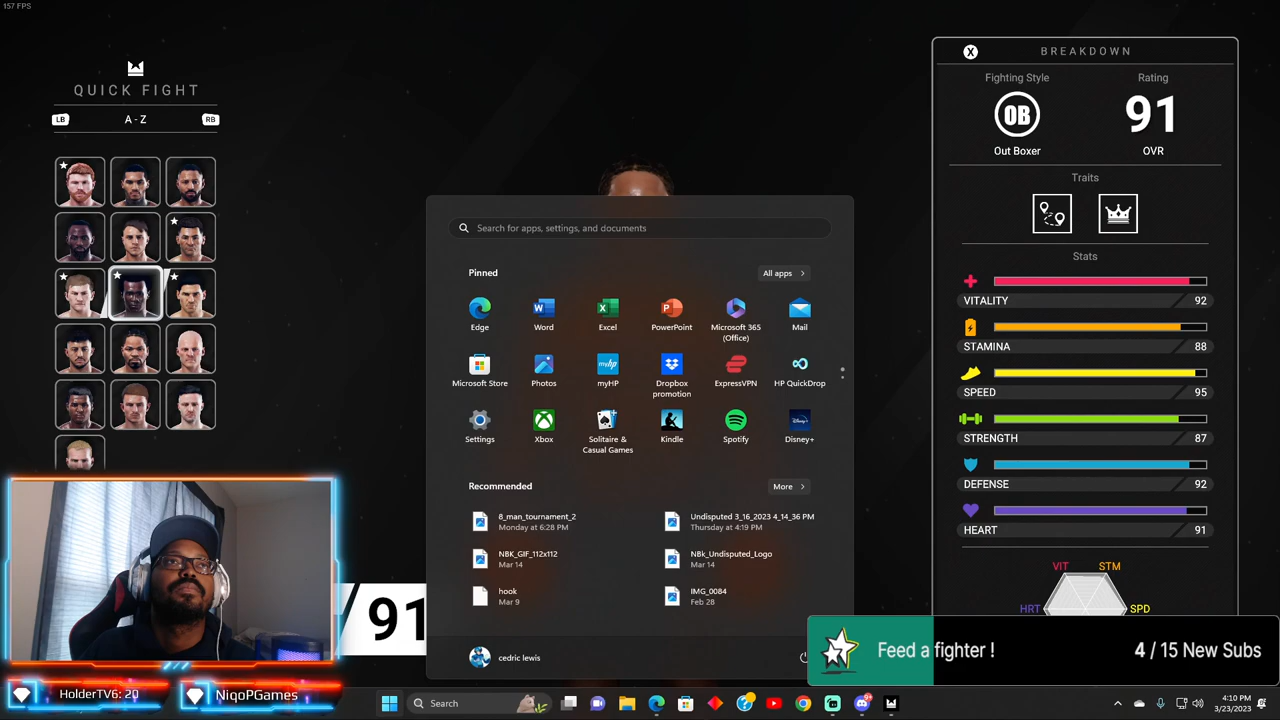 157 FPS
QUICK FIGHT
LB A - Z RB
Search for apps, settings, and documents
Pinned
All apps >
Edge
Word
Excel
PowerPoint
Microsoft 365
(Office)
Mail
Microsoft Store
Photos
myhp
myHP
Dropbox
promotion
ExpressVPN
HP QuickDrop
Settings
Xbox
Solitaire &
Casual Games
Kindle
Spotify
Disney+
Recommended
More >
8_man_tournament_2
Monday at 6:28 PM
Undisputed 3_16_2023 4_14_36 PM
Thursday at 4:19 PM
NBK_GIF_112x112
Mar 14
NBk_Undisputed_Logo
Mar 14
hook
Mar 9
IMG_0084
Feb 28
cedric lewis
X BREAKDOWN
Fighting Style
Rating
OB
91
Out Boxer
OVR
Traits
Stats
VITALITY 92
STAMINA 88
SPEED 95
STRENGTH 87
DEFENSE 92
HEART 91
VIT STM
HRT SPD
91
Feed a fighter ! 4 / 15 New Subs
HolderTV6: 20
NiqoPGames
Search
4:10 PM
3/23/2023